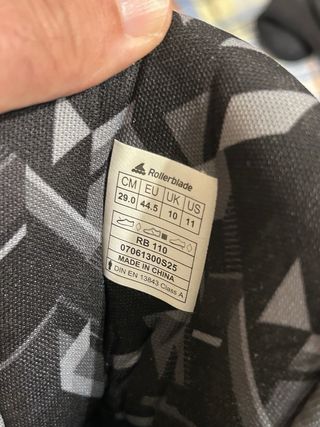 Rollerblade
CM EU UK US
29.0 44.5 10 11
RB 110
07061300S25
MADE IN CHINA
DIN EN 13843 Class A